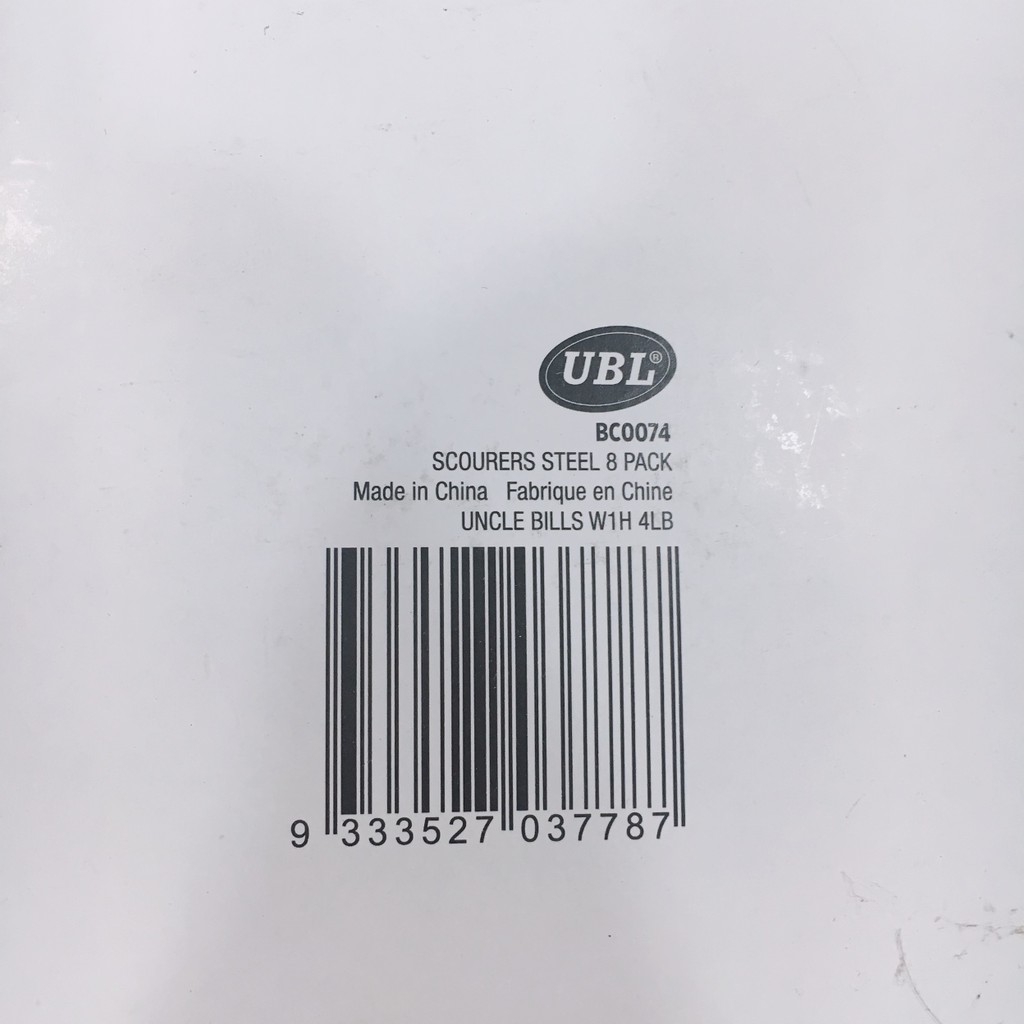 UBL®
BC0074
SCOURERS STEEL 8 PACK
Made in China Fabrique en Chine
UNCLE BILLS W1H 4LB
9 333527 037787